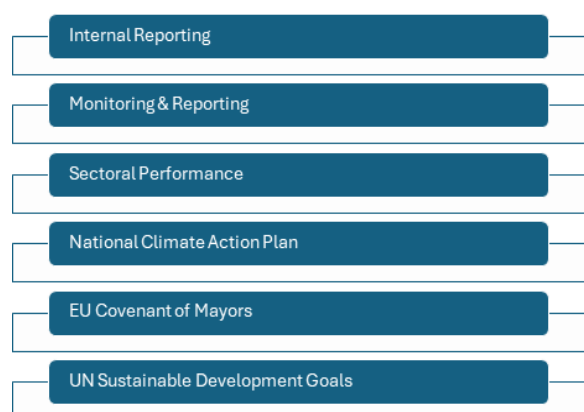 Internal Reporting
Monitoring & Reporting
Sectoral Performance
National Climate Action Plan
EU Covenant of Mayors
UN Sustainable Development Goals